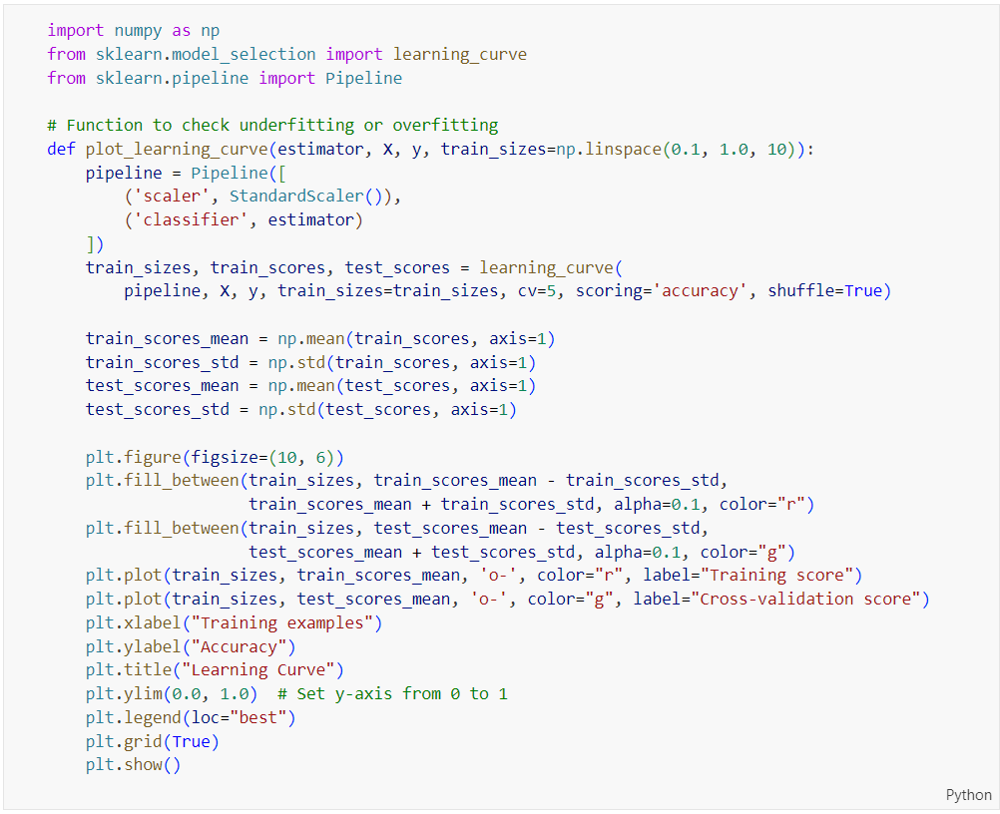 import numpy as np
from sklearn.model_selection import learning_curve
from sklearn.pipeline import Pipeline

# Function to check underfitting or overfitting
def plot_learning_curve(estimator, X, y, train_sizes=np.linspace(0.1, 1.0, 10)):
    pipeline = Pipeline([
        ('scaler', StandardScaler()),
        ('classifier', estimator)
    ])
    train_sizes, train_scores, test_scores = learning_curve(
        pipeline, X, y, train_sizes=train_sizes, cv=5, scoring='accuracy', shuffle=True)

    train_scores_mean = np.mean(train_scores, axis=1)
    train_scores_std = np.std(train_scores, axis=1)
    test_scores_mean = np.mean(test_scores, axis=1)
    test_scores_std = np.std(test_scores, axis=1)

    plt.figure(figsize=(10, 6))
    plt.fill_between(train_sizes, train_scores_mean - train_scores_std,
                     train_scores_mean + train_scores_std, alpha=0.1, color="r")
    plt.fill_between(train_sizes, test_scores_mean - test_scores_std,
                     test_scores_mean + test_scores_std, alpha=0.1, color="g")
    plt.plot(train_sizes, train_scores_mean, 'o-', color="r", label="Training score")
    plt.plot(train_sizes, test_scores_mean, 'o-', color="g", label="Cross-validation score")
    plt.xlabel("Training examples")
    plt.ylabel("Accuracy")
    plt.title("Learning Curve")
    plt.ylim(0.0, 1.0)  # Set y-axis from 0 to 1
    plt.legend(loc="best")
    plt.grid(True)
    plt.show()
Python